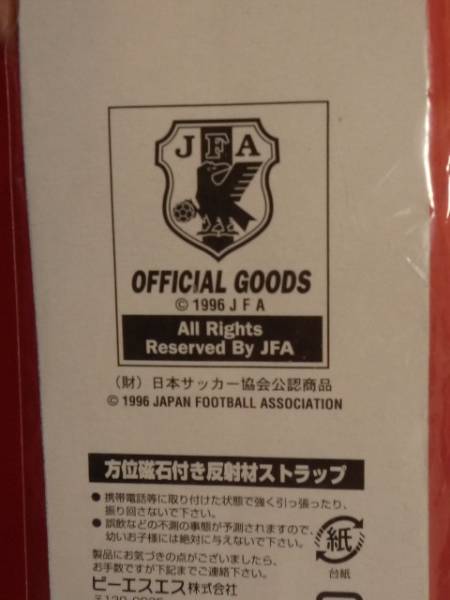 JFA
OFFICIAL GOODS
© 1996 J F A
All Rights
Reserved By JFA
（財）日本サッカー協会公認商品
© 1996 JAPAN FOOTBALL ASSOCIATION
方位磁石付き反射材ストラップ
●携帯電話等に取り付けた状態で強く引っ張ったり、
振り回さないで下さい。
●誤飲などの不測の事態が予測されますので、
幼いお子様には絶対に与えないで下さい。
紙
台紙
製品にお気づきの点がございましたら、
お手数ですが下記までご連絡下さい。
ピーエスエス株式会社